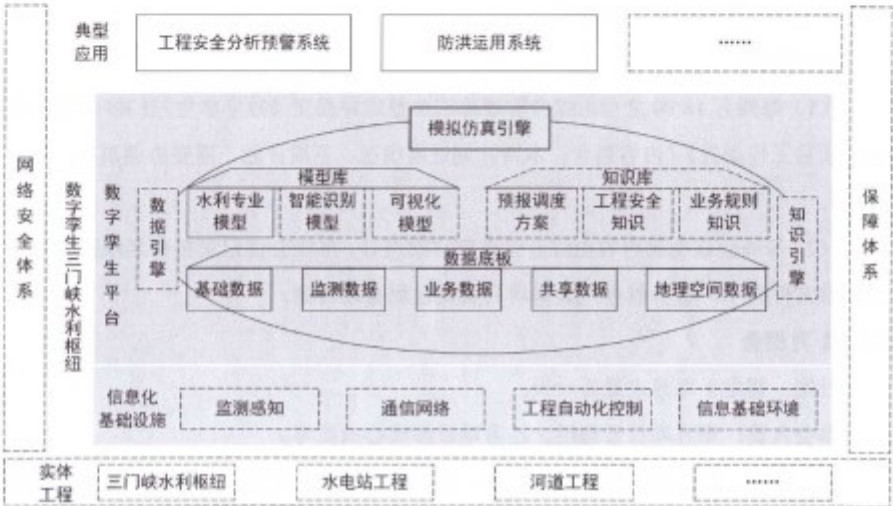 典型
应用
工程安全分析预警系统
防洪运用系统
……
网络安全体系
数字孪生三门峡水利枢纽
数字孪生平台
模拟仿真引擎
数据引擎
模型库
水利专业
模型
智能识别
模型
可视化
模型
知识库
预报调度
方案
工程安全
知识
业务规则
知识
知识引擎
数据底板
基础数据
监测数据
业务数据
共享数据
地理空间数据
信息化
基础设施
监测感知
通信网络
工程自动化控制
信息基础环境
保障体系
实体
工程
三门峡水利枢纽
水电站工程
河道工程
……